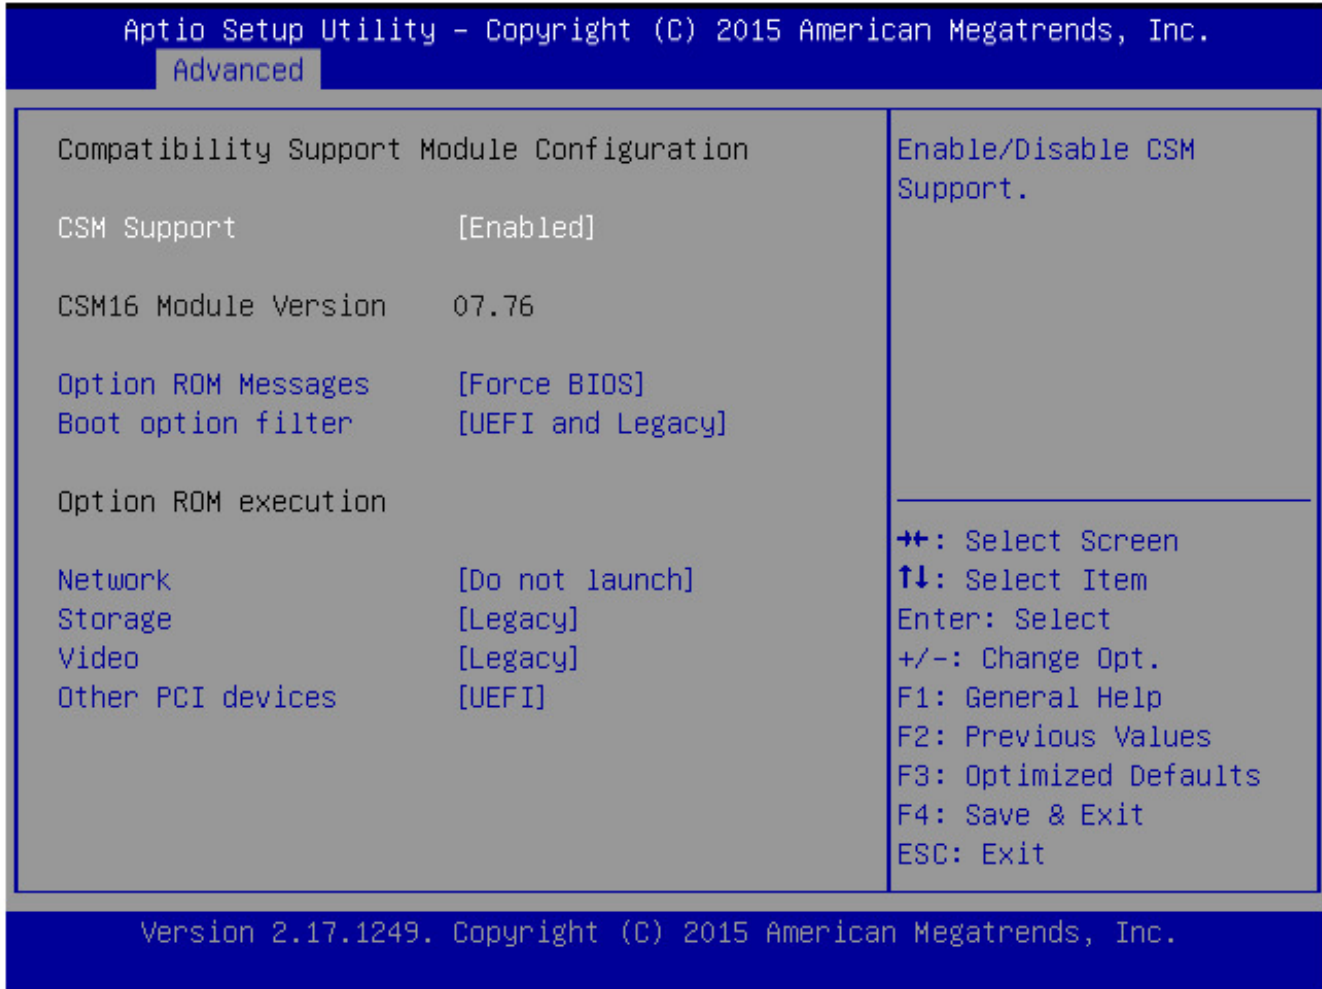 Aptio Setup Utility – Copyright (C) 2015 American Megatrends, Inc.
Advanced
Compatibility Support Module Configuration
CSM Support [Enabled]
CSM16 Module Version 07.76
Option ROM Messages [Force BIOS]
Boot option filter [UEFI and Legacy]
Option ROM execution
Network [Do not launch]
Storage [Legacy]
Video [Legacy]
Other PCI devices [UEFI]
Enable/Disable CSM
Support.
→←: Select Screen
↑↓: Select Item
Enter: Select
+/-: Change Opt.
F1: General Help
F2: Previous Values
F3: Optimized Defaults
F4: Save & Exit
ESC: Exit
Version 2.17.1249. Copyright (C) 2015 American Megatrends, Inc.